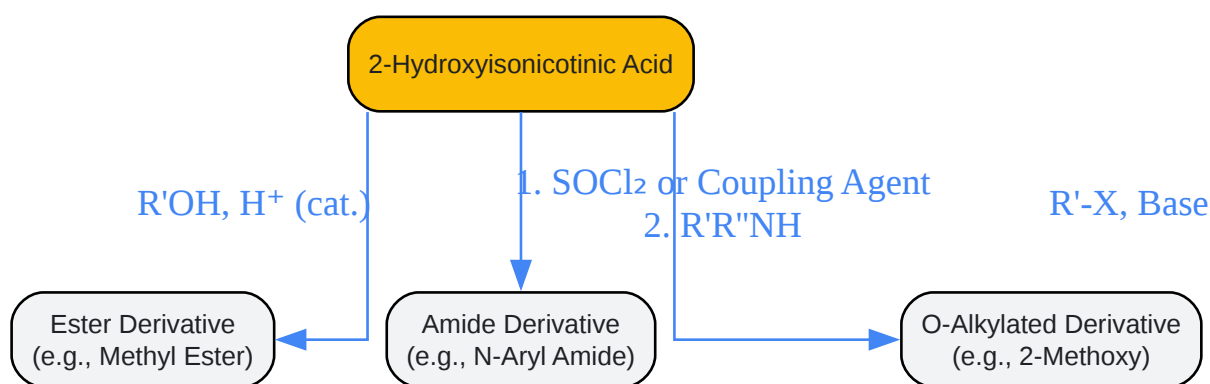 2-Hydroxyisonicotinic Acid
R'OH, H⁺ (cat.)
1. SOCl₂ or Coupling Agent
2. R'R''NH
R'-X, Base
Ester Derivative
(e.g., Methyl Ester)
Amide Derivative
(e.g., N-Aryl Amide)
O-Alkylated Derivative
(e.g., 2-Methoxy)